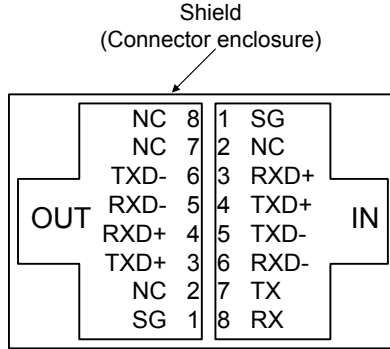 Shield
(Connector enclosure)
NC 8 1 SG
NC 7 2 NC
TXD- 6 3 RXD+
RXD- 5 4 TXD+
OUT IN
RXD+ 4 5 TXD-
TXD+ 3 6 RXD-
NC 2 7 TX
SG 1 8 RX